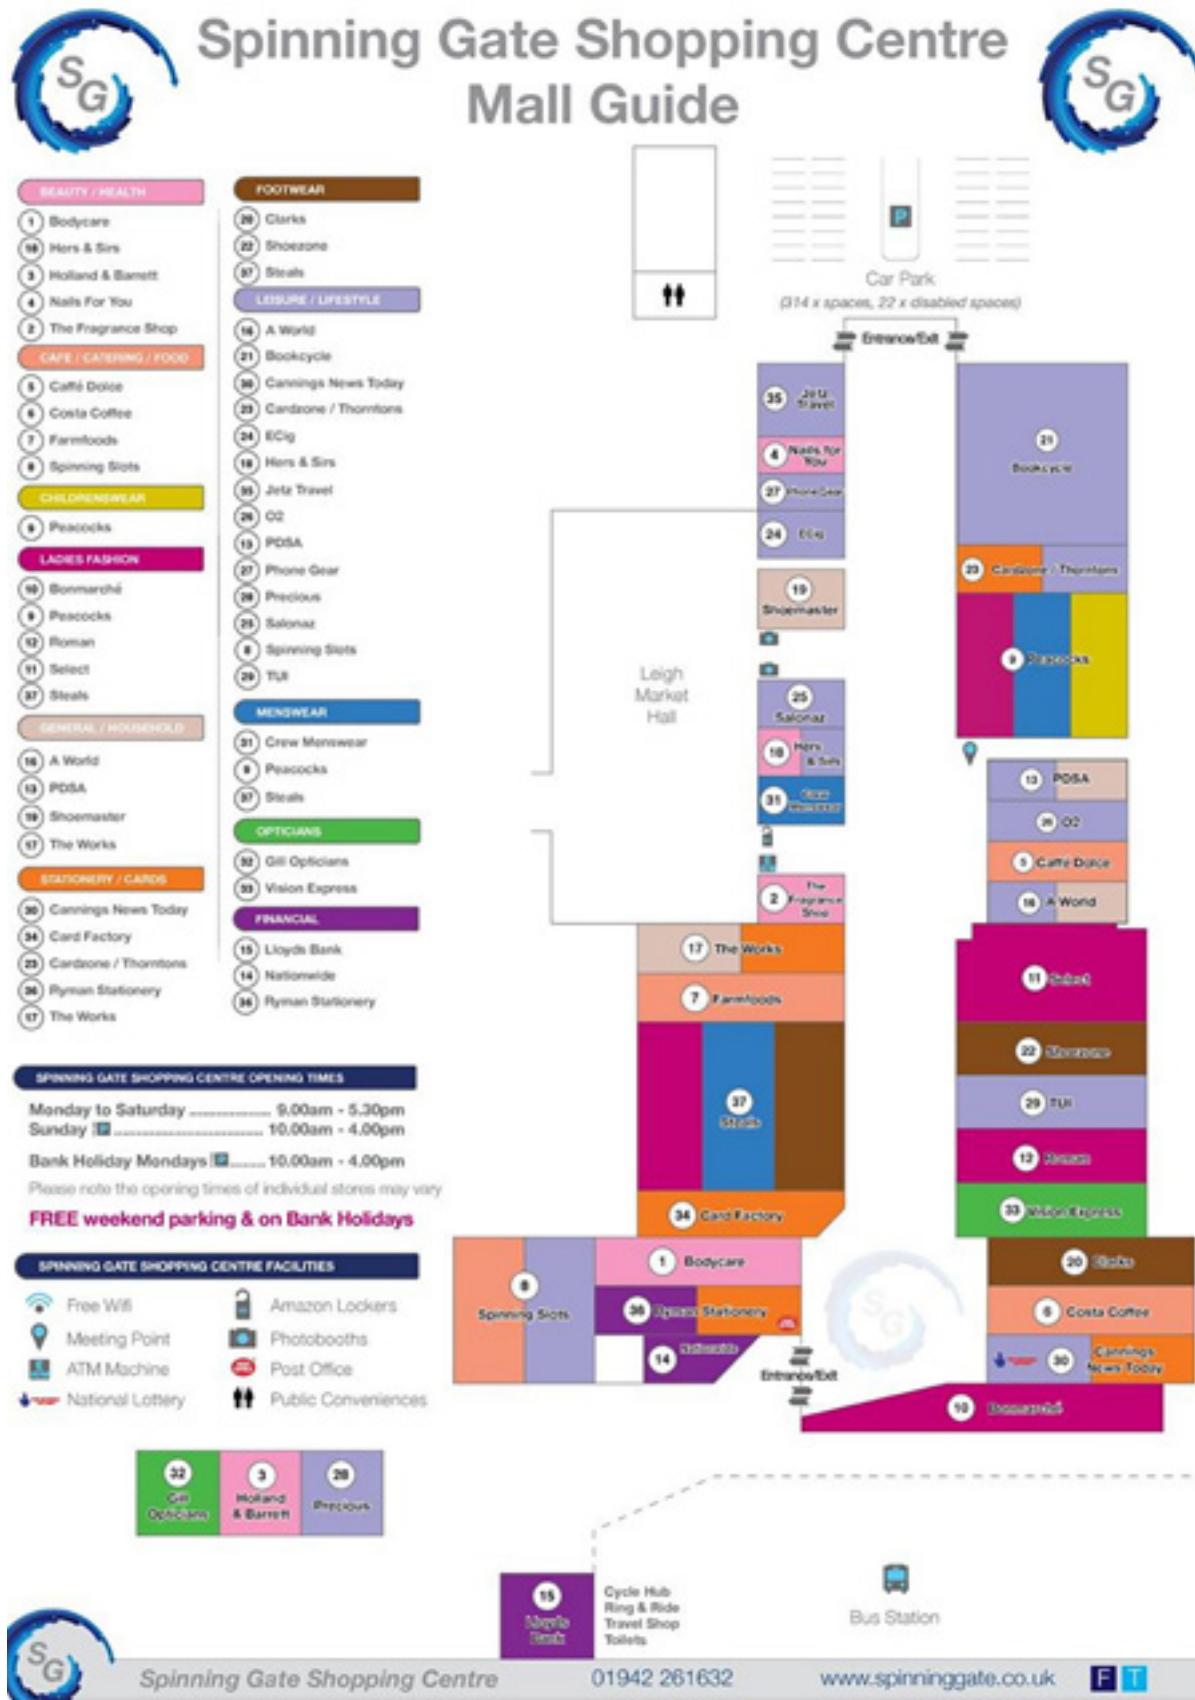 Spinning Gate Shopping Centre
Mall Guide
SG
SG
BEAUTY / HEALTH
1 Bodycare
18 Hers & Sirs
3 Holland & Barrett
4 Nails For You
2 The Fragrance Shop
CAFE / CATERING / FOOD
5 Caffé Dolce
6 Costa Coffee
7 Farmfoods
8 Spinning Slots
CHILDRENSWEAR
9 Peacocks
LADIES FASHION
10 Bonmarché
9 Peacocks
12 Roman
11 Select
37 Steals
GENERAL / HOUSEHOLD
16 A World
13 PDSA
19 Shoemaster
17 The Works
STATIONERY / CARDS
30 Cannings News Today
34 Card Factory
23 Cardzone / Thorntons
36 Ryman Stationery
17 The Works
FOOTWEAR
20 Clarks
22 Shoezone
37 Steals
LEISURE / LIFESTYLE
16 A World
21 Bookcycle
30 Cannings News Today
23 Cardzone / Thorntons
24 ECig
18 Hers & Sirs
35 Jetz Travel
26 O2
13 PDSA
27 Phone Gear
28 Precious
25 Salonaz
8 Spinning Slots
29 TUI
MENSWEAR
31 Crew Menswear
9 Peacocks
37 Steals
OPTICIANS
32 Gill Opticians
33 Vision Express
FINANCIAL
15 Lloyds Bank
14 Nationwide
36 Ryman Stationery
SPINNING GATE SHOPPING CENTRE OPENING TIMES
Monday to Saturday .................. 9.00am - 5.30pm
Sunday P .................................. 10.00am - 4.00pm
Bank Holiday Mondays P ........ 10.00am - 4.00pm
Please note the opening times of individual stores may vary
FREE weekend parking & on Bank Holidays
SPINNING GATE SHOPPING CENTRE FACILITIES
Free Wifi
Meeting Point
ATM Machine
National Lottery
Amazon Lockers
Photobooths
Post Office
Public Conveniences
P
Car Park
(314 x spaces, 22 x disabled spaces)
Entrance/Exit
35 Jetz Travel
4 Nails for You
27 Phone Gear
24 ECig
19 Shoemaster
Leigh
Market
Hall
25 Salonaz
18 Hers & Sirs
31 Crew Menswear
2 The Fragrance Shop
17 The Works
7 Farmfoods
37 Steals
34 Card Factory
1 Bodycare
8 Spinning Slots
36 Ryman Stationery
14 Nationwide
21 Bookcycle
23 Cardzone / Thorntons
9 Peacocks
13 PDSA
26 O2
5 Caffé Dolce
16 A World
11 Select
22 Shoezone
29 TUI
12 Roman
33 Vision Express
20 Clarks
6 Costa Coffee
30 Cannings News Today
10 Bonmarché
SG
Entrance/Exit
32 Gill Opticians
3 Holland & Barrett
28 Precious
15 Lloyds Bank
Cycle Hub
Ring & Ride
Travel Shop
Toilets
Bus Station
SG
Spinning Gate Shopping Centre 01942 261632 www.spinninggate.co.uk F T